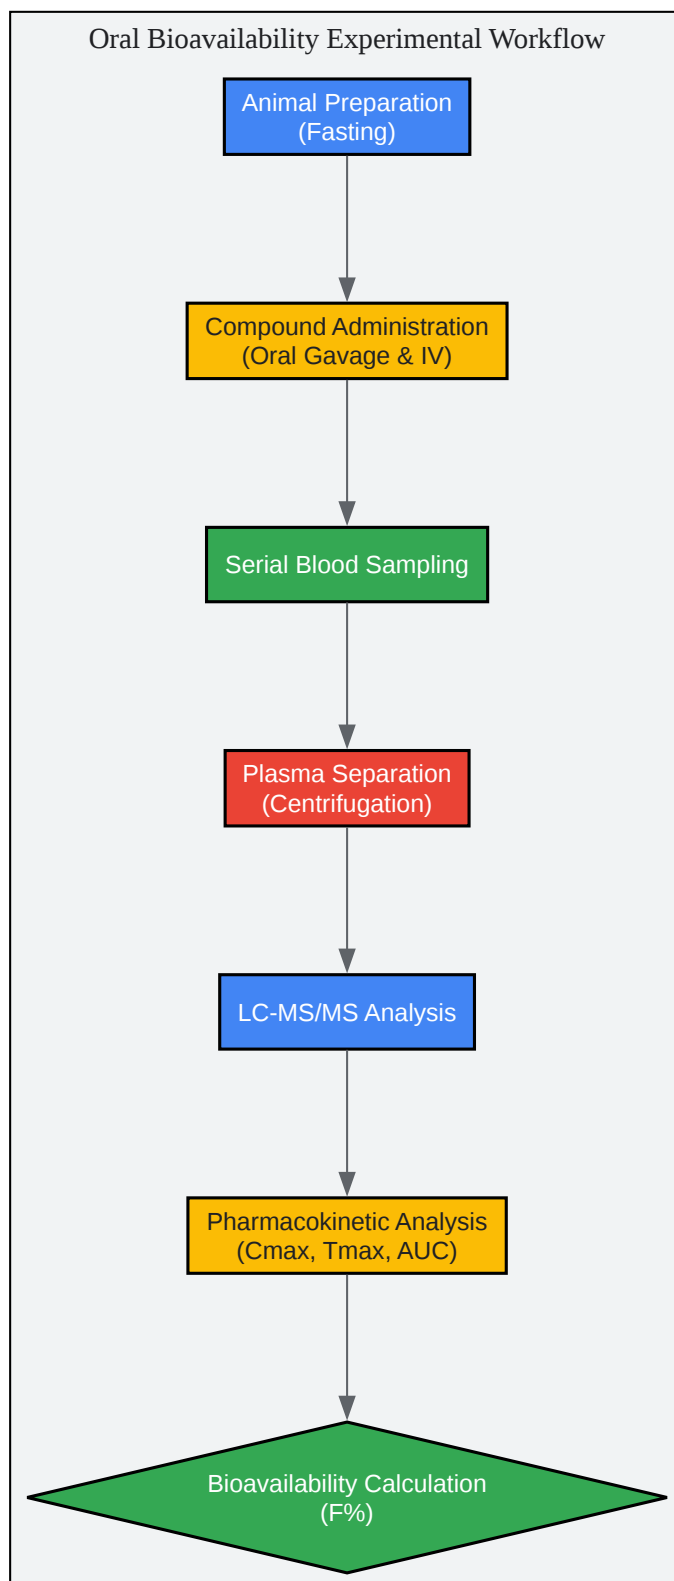 Oral Bioavailability Experimental Workflow
Animal Preparation
(Fasting)
Compound Administration
(Oral Gavage & IV)
Serial Blood Sampling
Plasma Separation
(Centrifugation)
LC-MS/MS Analysis
Pharmacokinetic Analysis
(Cmax, Tmax, AUC)
Bioavailability Calculation
(F%)